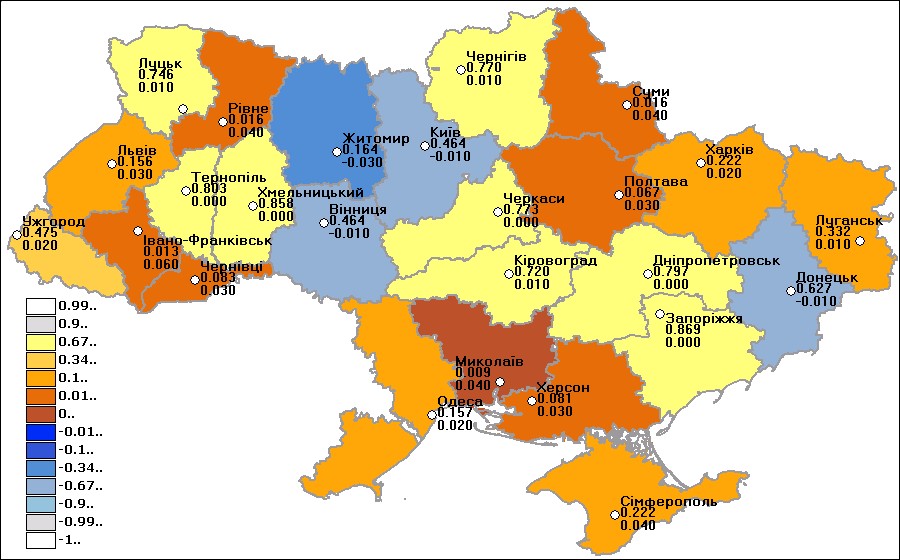 Чернігів
0.770
0.010
Луцьк
0.746
0.010
Суми
0.016
0.040
Рівне
0.016
0.040
Київ
0.464
-0.010
Житомир
0.164
-0.030
Харків
0.222
0.020
Львів
0.156
0.030
Тернопіль
0.803
0.000
Полтава
0.067
0.030
Хмельницький
0.858
0.000
Черкаси
0.773
0.000
Вінниця
0.464
-0.010
Ужгород
0.475
0.020
Луганськ
0.332
0.010
Івано-Франківськ
0.013
0.060
Чернівці
0.083
0.030
Кіровоград
0.720
0.010
Дніпропетровськ
0.797
0.000
Донецьк
0.627
-0.010
Запоріжжя
0.869
0.000
Миколаїв
0.009
0.040
Херсон
0.081
0.030
Одеса
0.157
0.020
Сімферополь
0.222
0.040
0.99..
0.9..
0.67..
0.34..
0.1..
0.01..
0..
-0.01..
-0.1..
-0.34..
-0.67..
-0.9..
-0.99..
-1..